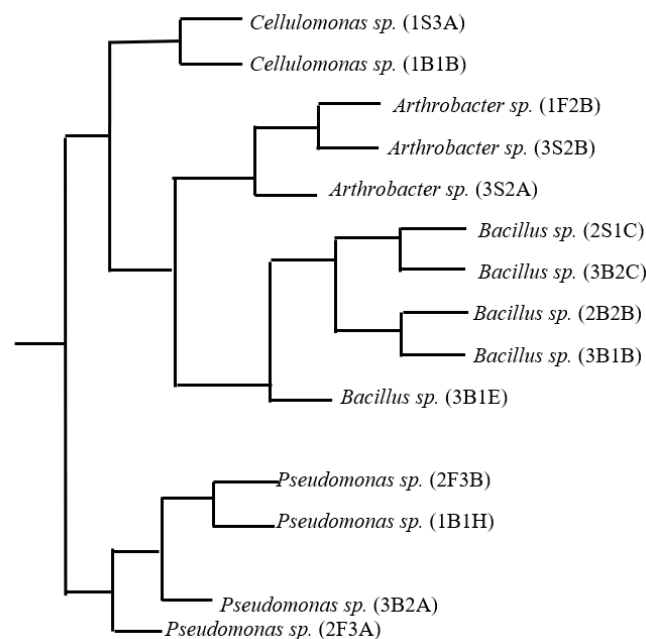 Cellulomonas sp. (1S3A)
Cellulomonas sp. (1B1B)
Arthrobacter sp. (1F2B)
Arthrobacter sp. (3S2B)
Arthrobacter sp. (3S2A)
Bacillus sp. (2S1C)
Bacillus sp. (3B2C)
Bacillus sp. (2B2B)
Bacillus sp. (3B1B)
Bacillus sp. (3B1E)
Pseudomonas sp. (2F3B)
Pseudomonas sp. (1B1H)
Pseudomonas sp. (3B2A)
Pseudomonas sp. (2F3A)